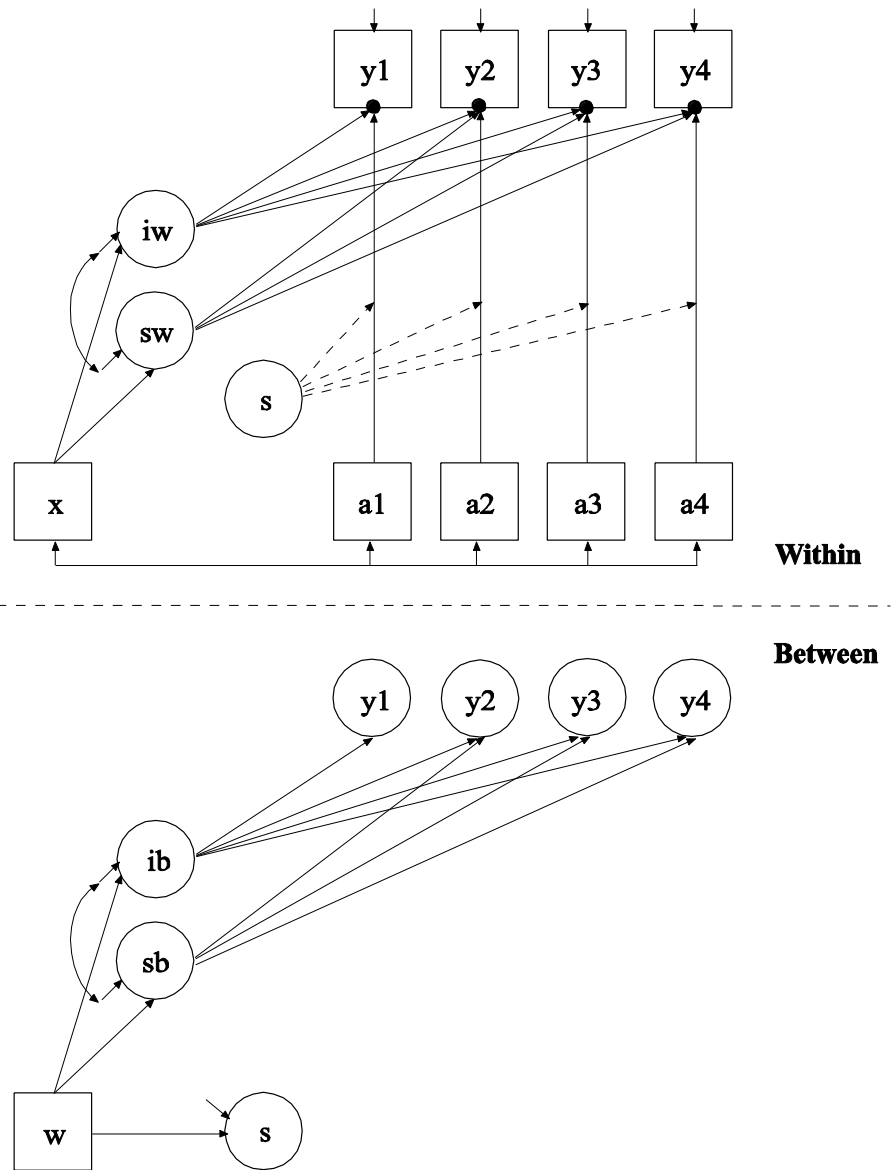 y1 y2 y3 y4
iw
sw
s
x a1 a2 a3 a4
Within
Between
y1 y2 y3 y4
ib
sb
w s